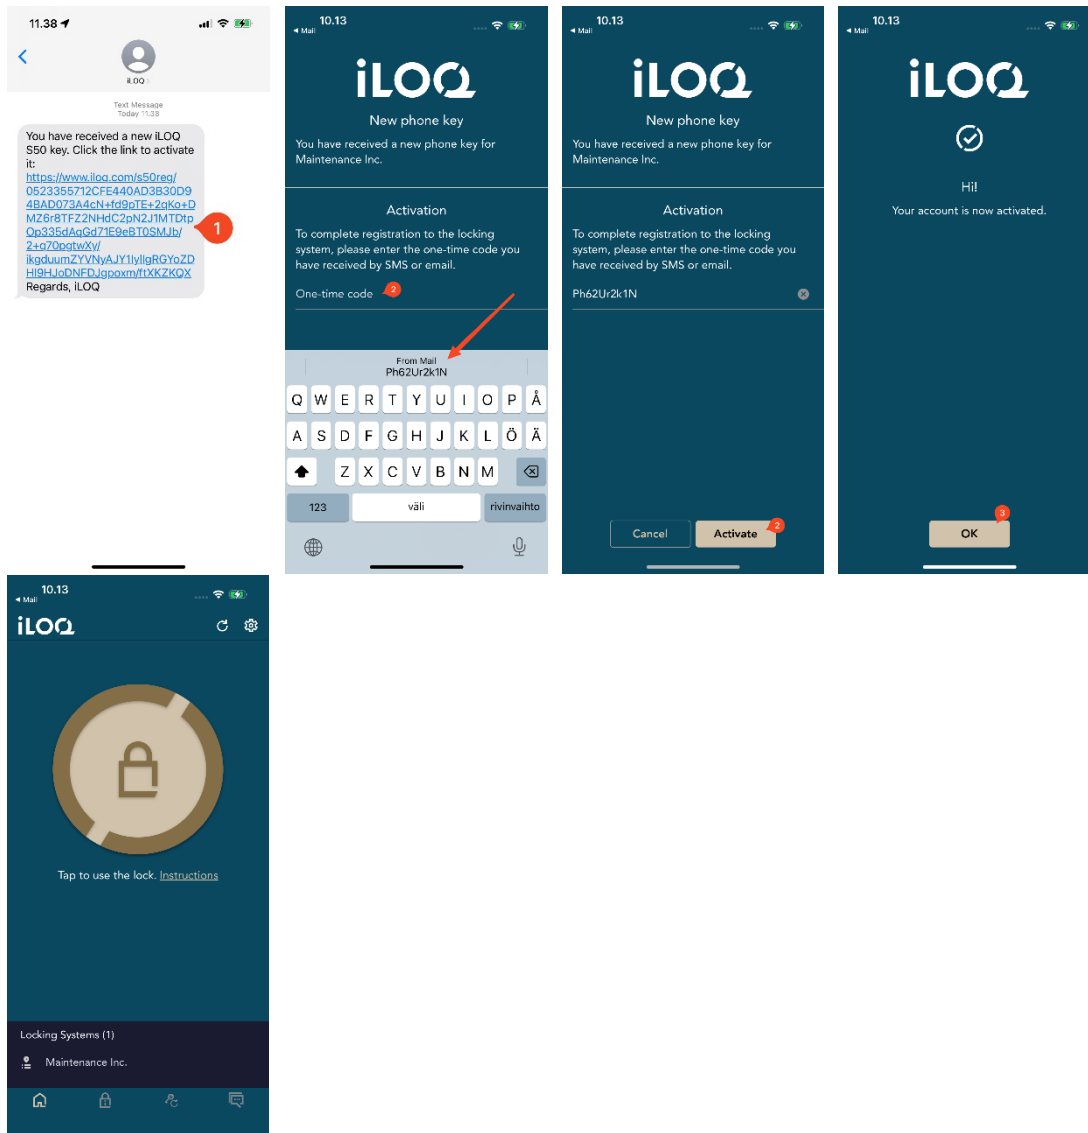 11.38
iLOQ
Text Message
Today 11.38
You have received a new iLOQ
S50 key. Click the link to activate
it:
https://www.iloq.com/s50reg/
0523355712CFE440AD3B30D9
4BAD073A4cN+fd9pTE+2qKo+D
MZ6r8TFZ2NHdC2pN2J1MTDtp
Op335dAqGd71E9eBT0SMJb/
2+q70pgtwXy/
ikgduumZYVNyAJY1IyIIgRGYoZD
HI9HJoDNFDJgpoxm/ftXKZKQX
Regards, iLOQ
1
10.13
Mail
iLOQ
New phone key
You have received a new phone key for
Maintenance Inc.
Activation
To complete registration to the locking
system, please enter the one-time code you
have received by SMS or email.
One-time code
2
From Mail
Ph62Ur2k1N
Q W E R T Y U I O P Å
A S D F G H J K L Ö Ä
Z X C V B N M
123 väli rivinvaihto
10.13
Mail
iLOQ
New phone key
You have received a new phone key for
Maintenance Inc.
Activation
To complete registration to the locking
system, please enter the one-time code you
have received by SMS or email.
Ph62Ur2k1N
Cancel Activate
2
10.13
Mail
iLOQ
Hi!
Your account is now activated.
3
OK
10.13
Mail
iLOQ
Tap to use the lock. Instructions
Locking Systems (1)
Maintenance Inc.